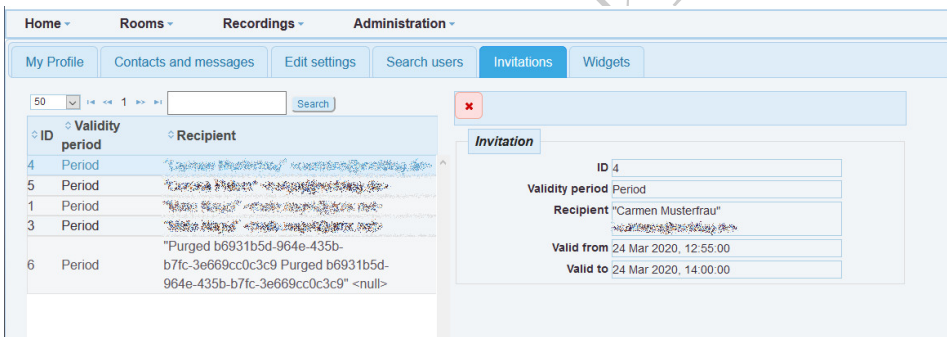 Home Rooms Recordings Administration
My Profile Contacts and messages Edit settings Search users Invitations Widgets
50 1 Search
ID Validity period Recipient
4 Period
5 Period
1 Period
3 Period
6 Period "Purged b6931b5d-964e-435b-
b7fc-3e669cc0c3c9 Purged b6931b5d-
964e-435b-b7fc-3e669cc0c3c9" <null>
Invitation
ID 4
Validity period Period
Recipient "Carmen Musterfrau"
Valid from 24 Mar 2020, 12:55:00
Valid to 24 Mar 2020, 14:00:00